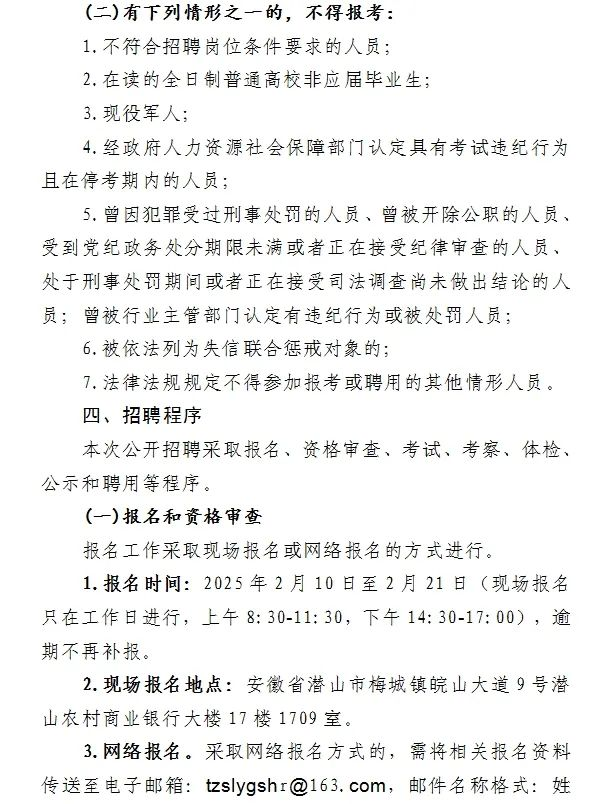 (二)有下列情形之一的，不得报考：
1.不符合招聘岗位条件要求的人员；
2.在读的全日制普通高校非应届毕业生；
3.现役军人；
4.经政府人力资源社会保障部门认定具有考试违纪行为
且在停考期内的人员；
5.曾因犯罪受过刑事处罚的人员、曾被开除公职的人员、
受到党纪政务处分期限未满或者正在接受纪律审查的人员、
处于刑事处罚期间或者正在接受司法调查尚未做出结论的人
员；曾被行业主管部门认定有违纪行为或被处罚人员；
6.被依法列为失信联合惩戒对象的；
7.法律法规规定不得参加报考或聘用的其他情形人员。
四、招聘程序
本次公开招聘采取报名、资格审查、考试、考察、体检、
公示和聘用等程序。
(一)报名和资格审查
报名工作采取现场报名或网络报名的方式进行。
1.报名时间：2025年2月10日至2月21日（现场报名
只在工作日进行，上午8:30-11:30，下午14:30-17:00），逾
期不再补报。
2.现场报名地点：安徽省潜山市梅城镇皖山大道9号潜
山农村商业银行大楼17楼1709室。
3.网络报名。采取网络报名方式的，需将相关报名资料
传送至电子邮箱：tzslygshr@163.com，邮件名称格式：姓